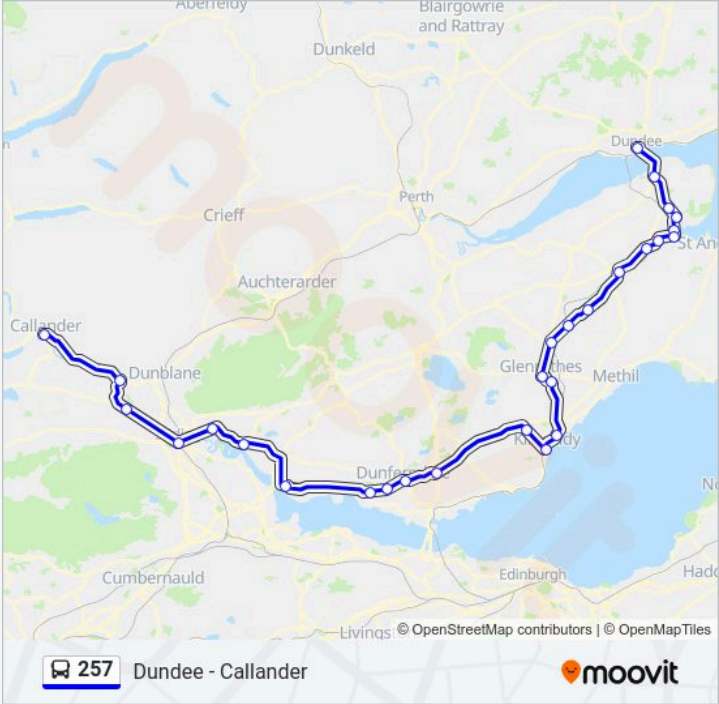 Aberfeldy
Blairgowrie
and Rattray
Dunkeld
Dundee
Perth
Crieff
St An
Auchterarder
Callander
Dunblane
Glenrothes
Methil
Dunfermline
Cumbernauld
Edinburgh
Hadd
Livings
© OpenStreetMap contributors | © OpenMapTiles
257 Dundee - Callander
moovit